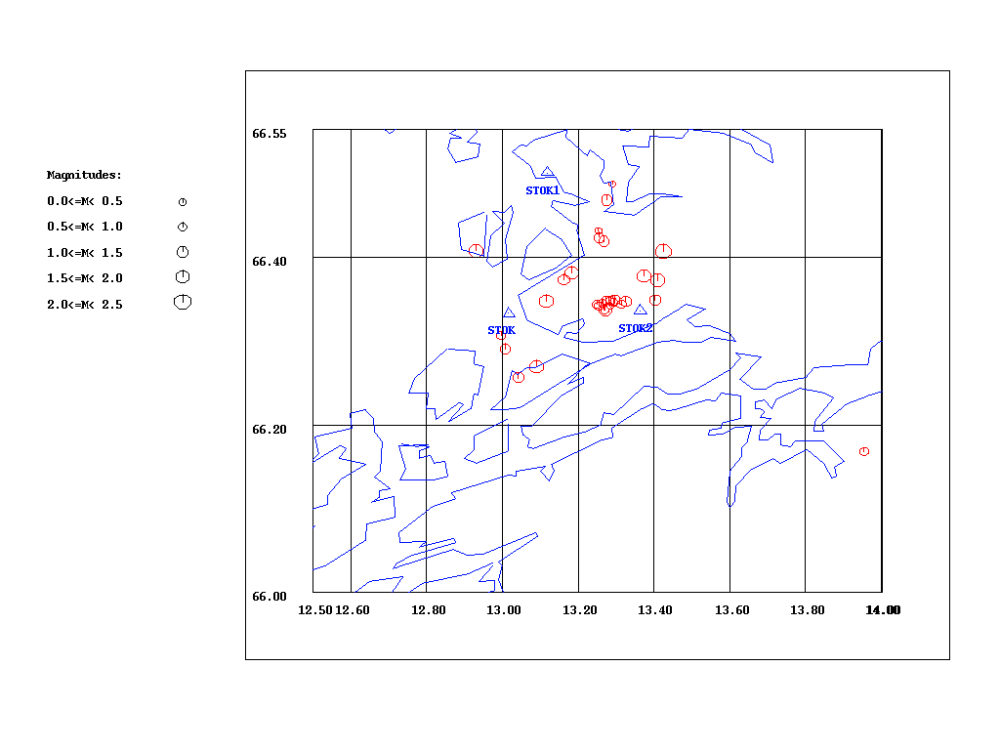 Magnitudes:
0.0<=M< 0.5
0.5<=M< 1.0
1.0<=M< 1.5
1.5<=M< 2.0
2.0<=M< 2.5
66.55
66.40
66.20
66.00
STOK1
STOK
STOK2
12.50 12.60 12.80 13.00 13.20 13.40 13.60 13.80 14.00